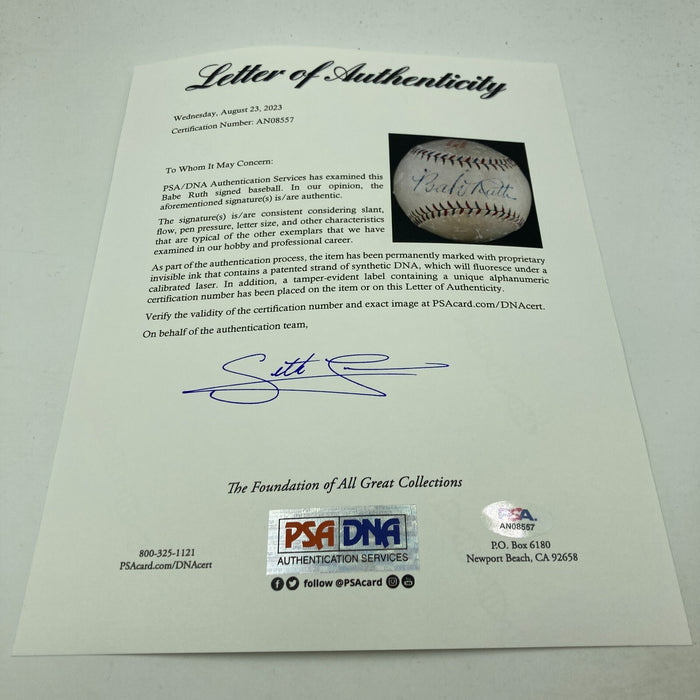 Letter of Authenticity
Wednesday, August 23, 2023
Certification Number: AN08557
To Whom It May Concern:
PSA/DNA Authentication Services has examined this
Babe Ruth signed baseball. In our opinion, the
aforementioned signature(s) is/are authentic.
The signature(s) is/are consistent considering slant,
flow, pen pressure, letter size, and other characteristics
that are typical of the other exemplars that we have
examined in our hobby and professional career.
Babe Ruth
As part of the authentication process, the item has been permanently marked with proprietary
invisible ink that contains a patented strand of synthetic DNA, which will fluoresce under a
calibrated laser. In addition, a tamper-evident label containing a unique alphanumeric
certification number has been placed on the item or on this Letter of Authenticity.
Verify the validity of the certification number and exact image at PSAcard.com/DNAcert.
On behalf of the authentication team,
Seth
The Foundation of All Great Collections
PSA DNA
AUTHENTICATION SERVICES
follow @PSAcard
800-325-1121
PSAcard.com/DNAcert
PSA.
AN08557
P.O. Box 6180
Newport Beach, CA 92658